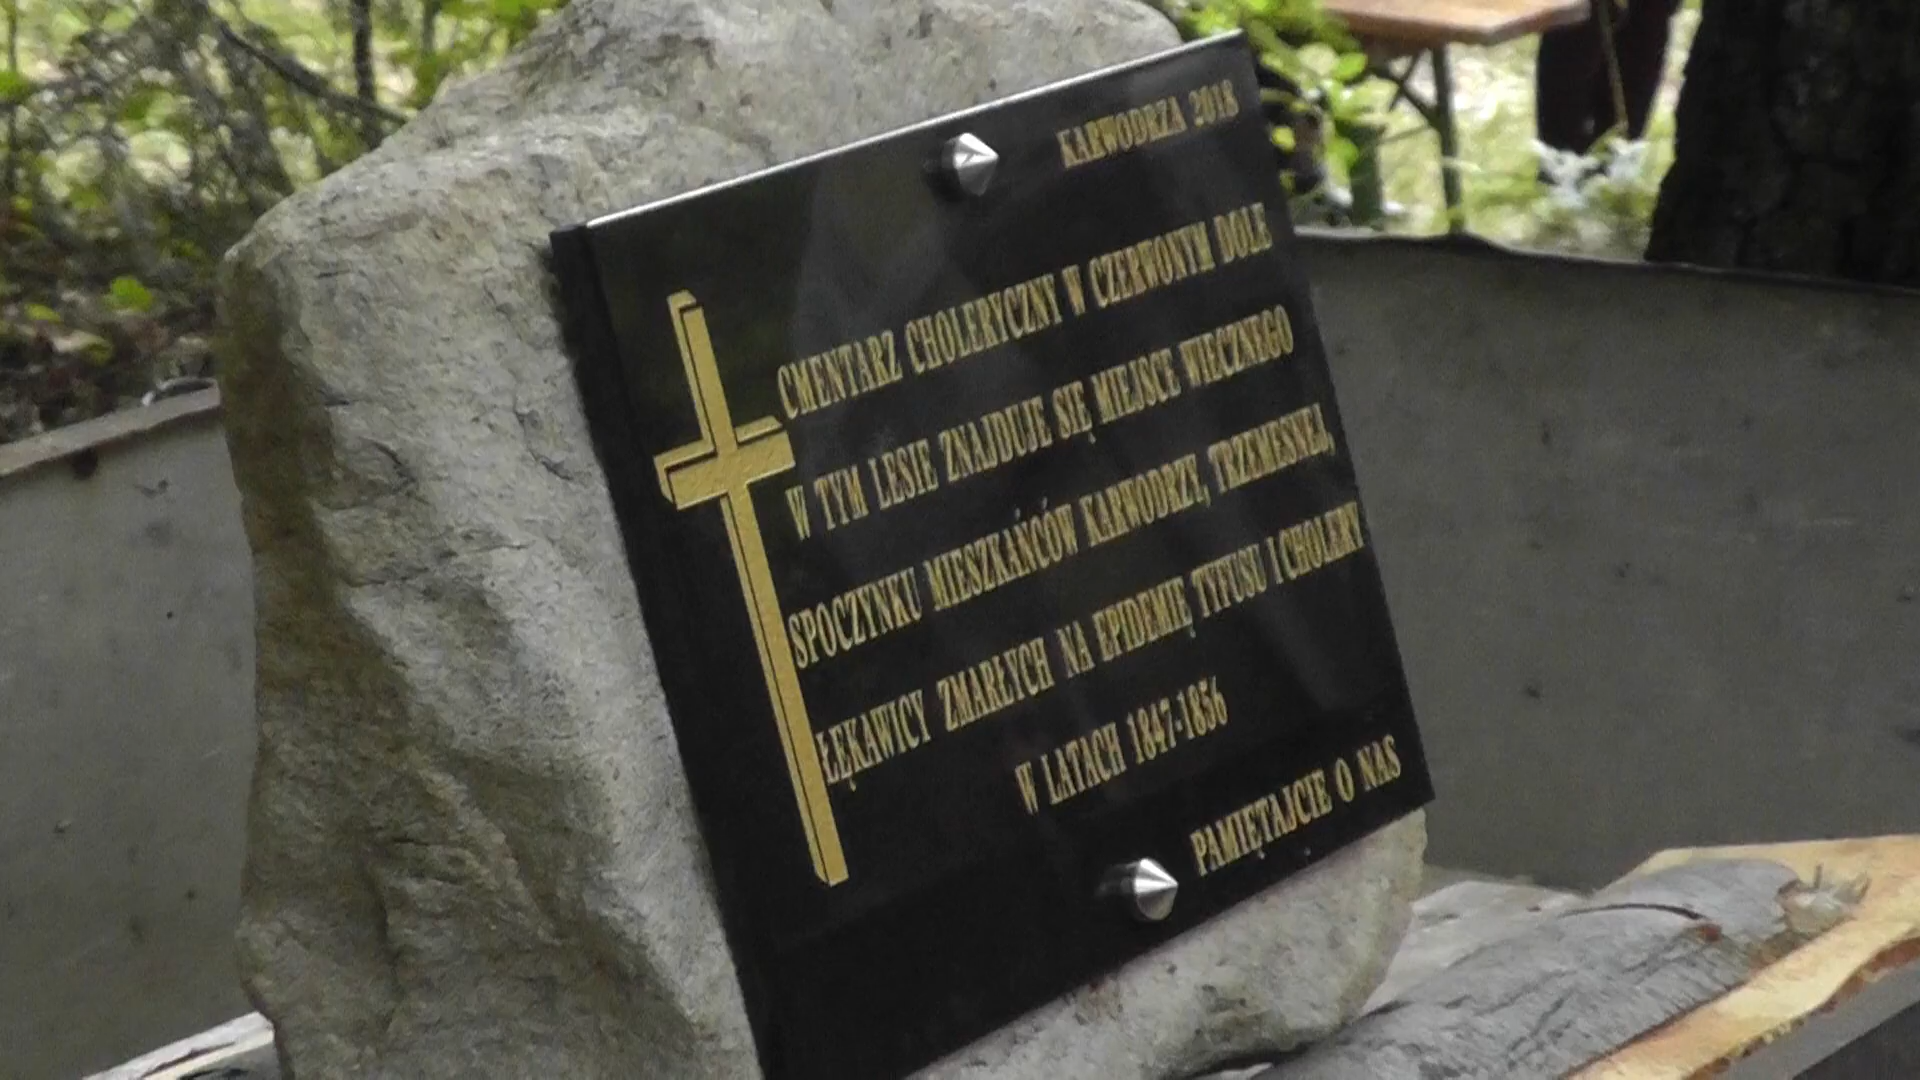 KARWODRZA 2018
CMENTARZ CHOLERYCZNY W CZERWONYM DOLE
W TYM LESIE ZNAJDUJE SIĘ MIEJSCE WIECZNEGO
SPOCZYNKU MIESZKAŃCÓW KARWODRZY, TRZEMESNEJ,
ŁĘKAWICY ZMARŁYCH NA EPIDEMIĘ TYFUSU I CHOLERY
W LATACH 1847-1856
PAMIĘTAJCIE O NAS